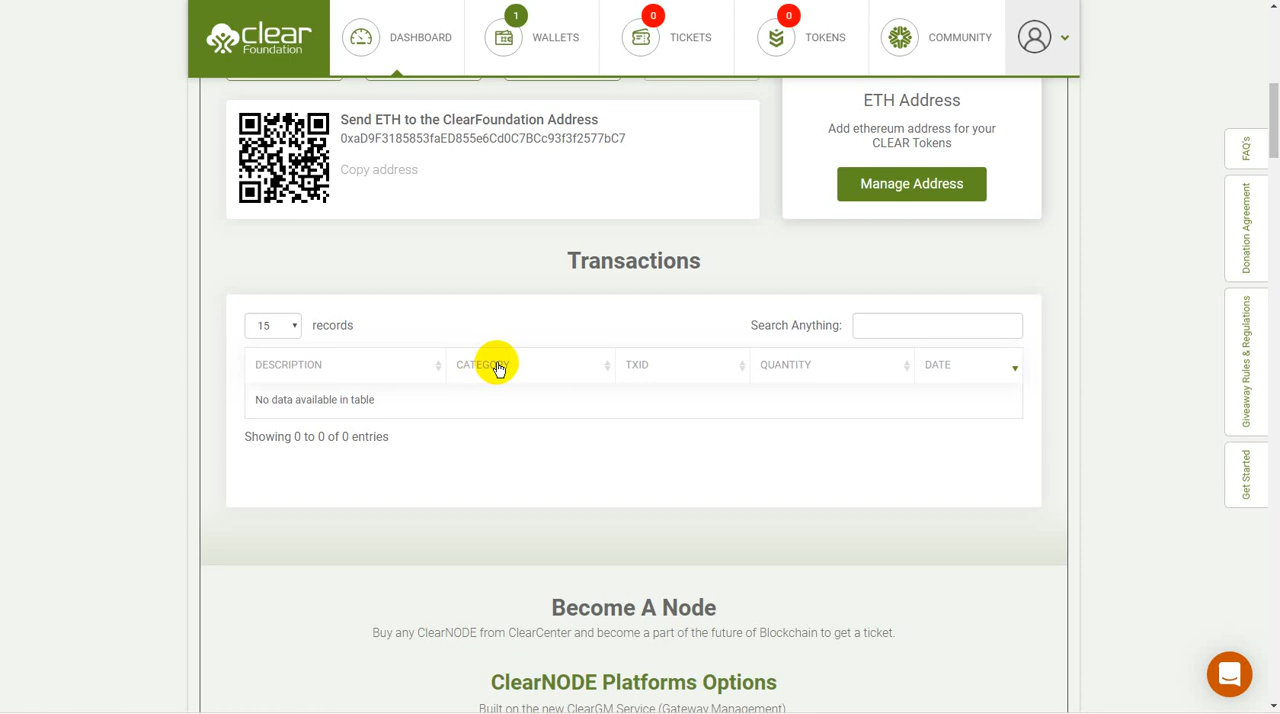 clear
Foundation
DASHBOARD
1
WALLETS
0
TICKETS
0
TOKENS
COMMUNITY
Send ETH to the ClearFoundation Address
0xaD9F3185853faED855e6Cd0C7BCc93f3f2577bC7
Copy address
ETH Address
Add ethereum address for your
CLEAR Tokens
Manage Address
Transactions
15 records
Search Anything:
DESCRIPTION CATEGORY TXID QUANTITY DATE
No data available in table
Showing 0 to 0 of 0 entries
Become A Node
Buy any ClearNODE from ClearCenter and become a part of the future of Blockchain to get a ticket.
ClearNODE Platforms Options
Built on the new ClearGM Service (Gateway Management)
FAQ's
Donation Agreement
Giveaway Rules & Regulations
Get Started